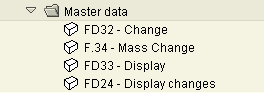 Master data
FD32 - Change
F.34 - Mass Change
FD33 - Display
FD24 - Display changes